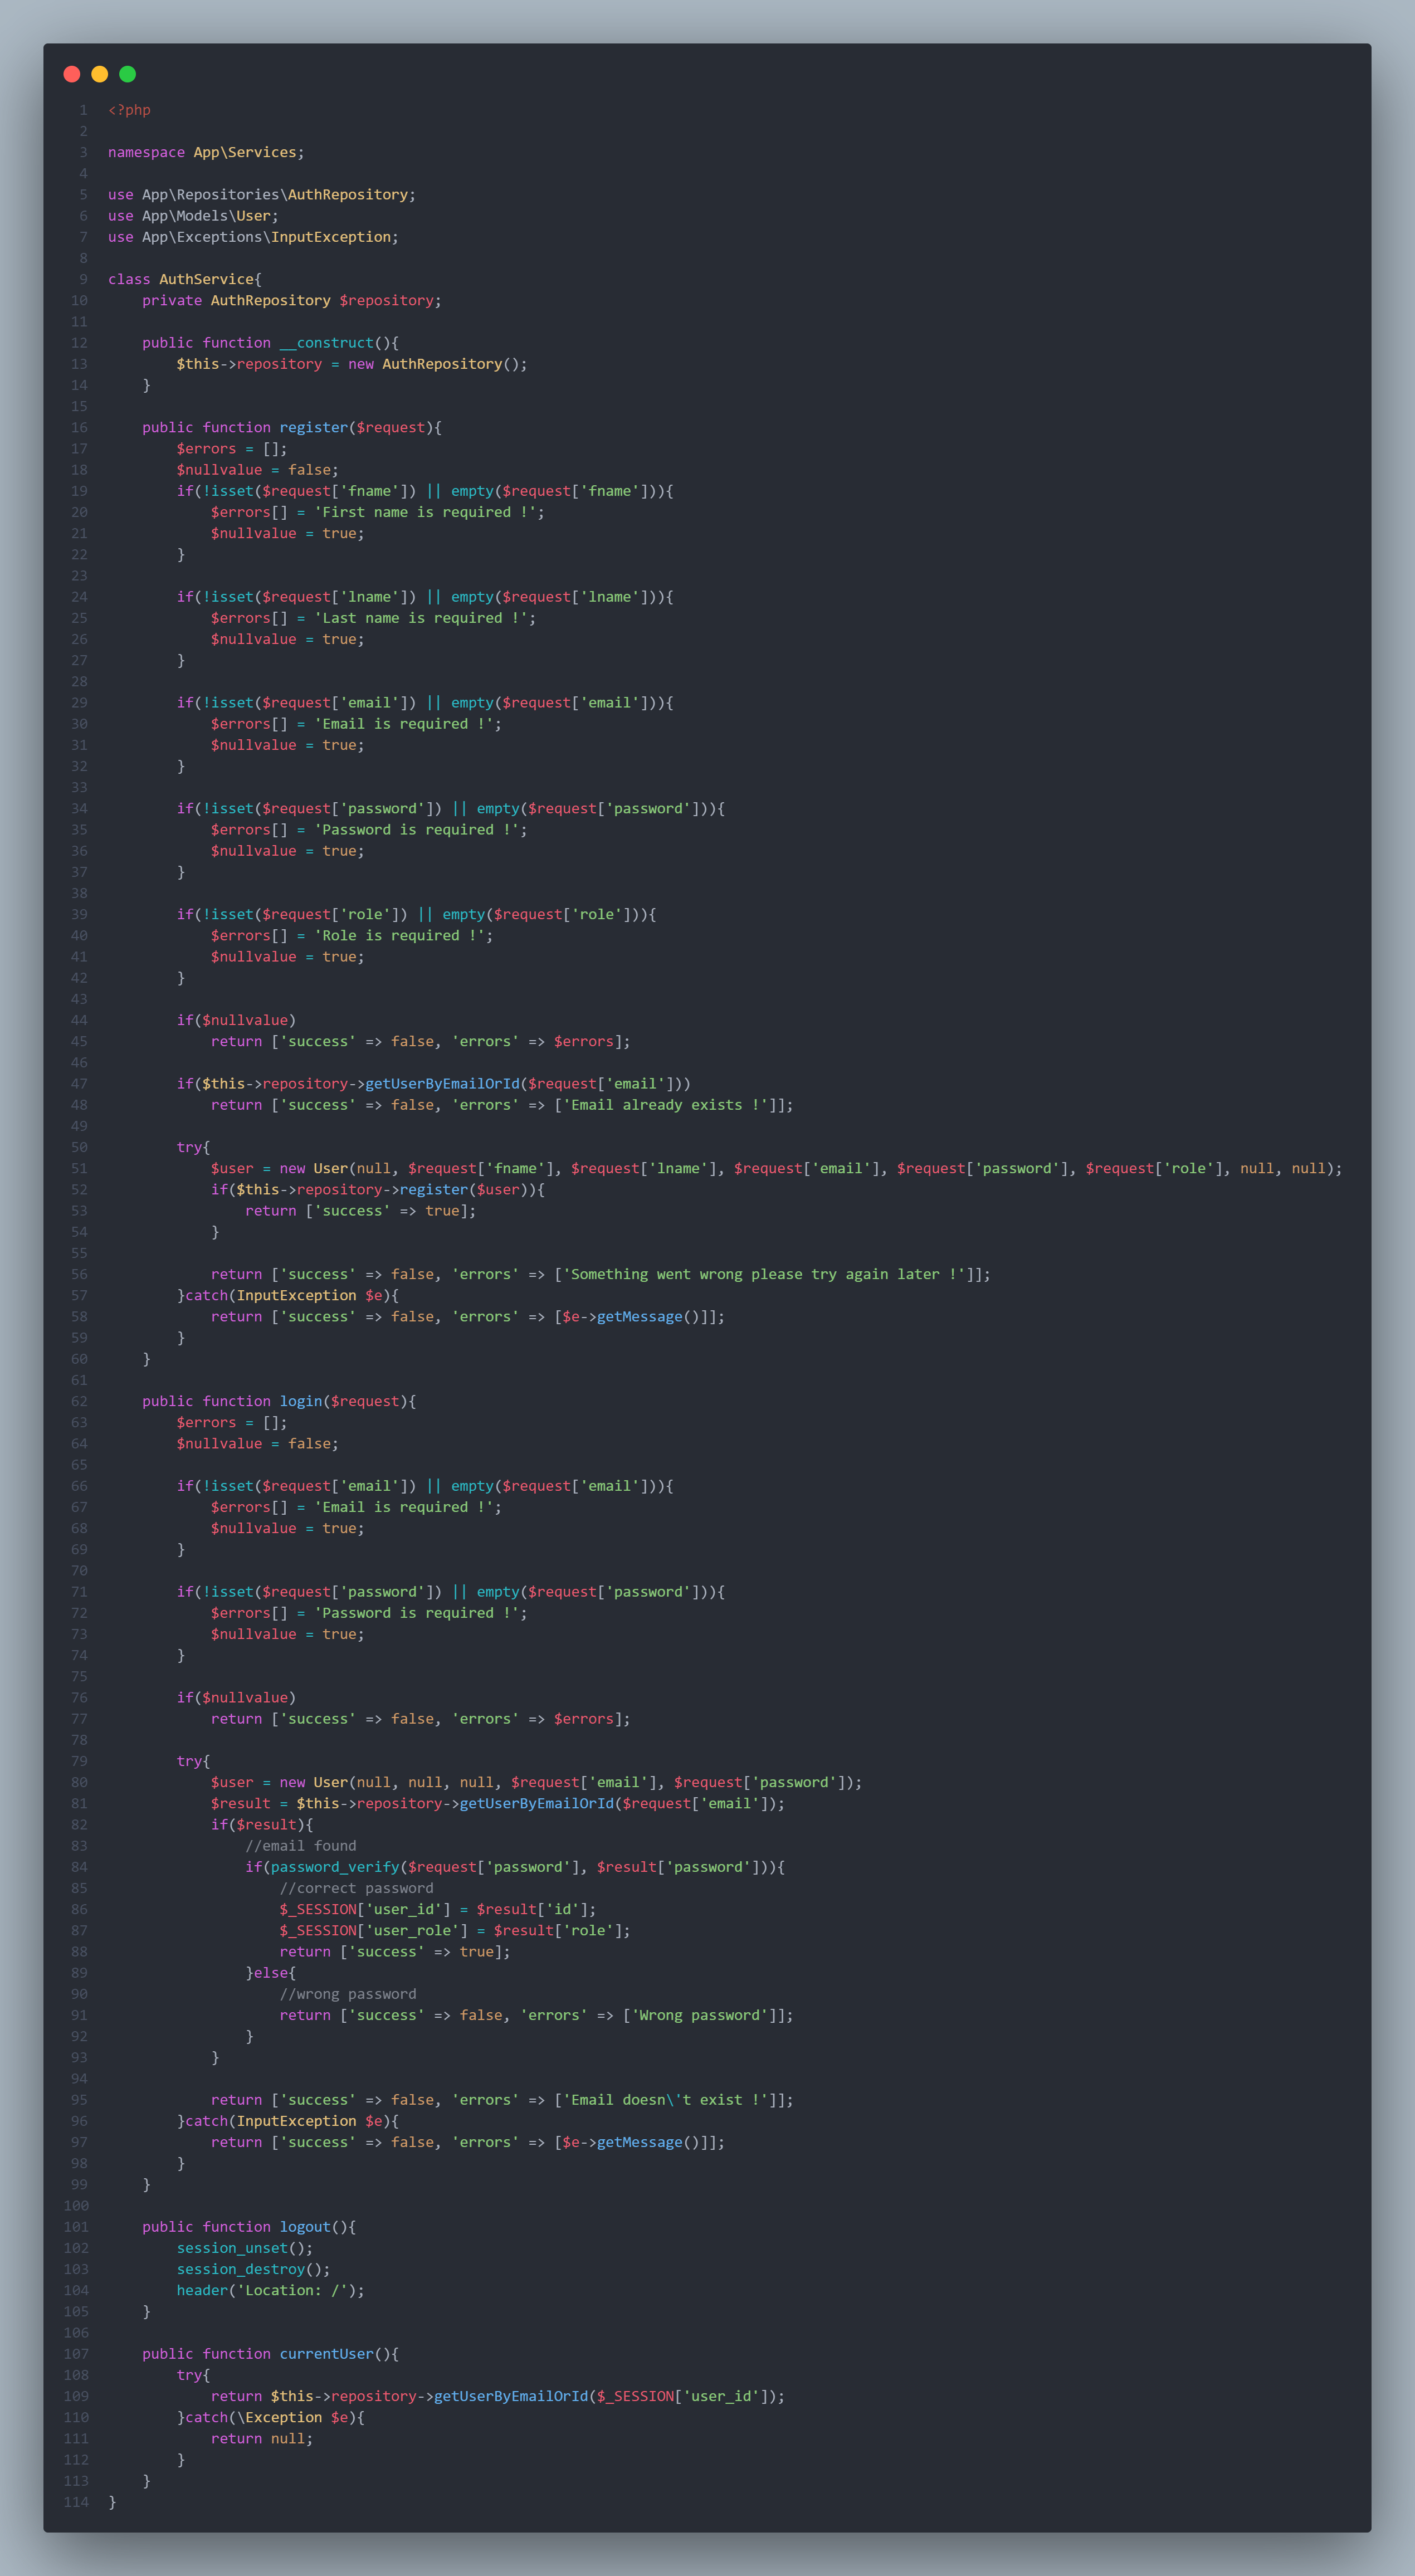 1 <?php
2
3 namespace App\Services;
4
5 use App\Repositories\AuthRepository;
6 use App\Models\User;
7 use App\Exceptions\InputException;
8
9 class AuthService{
10     private AuthRepository $repository;
11
12     public function __construct(){
13         $this->repository = new AuthRepository();
14     }
15
16     public function register($request){
17         $errors = [];
18         $nullvalue = false;
19         if(!isset($request['fname']) || empty($request['fname'])){
20             $errors[] = 'First name is required !';
21             $nullvalue = true;
22         }
23
24         if(!isset($request['lname']) || empty($request['lname'])){
25             $errors[] = 'Last name is required !';
26             $nullvalue = true;
27         }
28
29         if(!isset($request['email']) || empty($request['email'])){
30             $errors[] = 'Email is required !';
31             $nullvalue = true;
32         }
33
34         if(!isset($request['password']) || empty($request['password'])){
35             $errors[] = 'Password is required !';
36             $nullvalue = true;
37         }
38
39         if(!isset($request['role']) || empty($request['role'])){
40             $errors[] = 'Role is required !';
41             $nullvalue = true;
42         }
43
44         if($nullvalue)
45             return ['success' => false, 'errors' => $errors];
46
47         if($this->repository->getUserByEmailOrId($request['email']))
48             return ['success' => false, 'errors' => ['Email already exists !']];
49
50         try{
51             $user = new User(null, $request['fname'], $request['lname'], $request['email'], $request['password'], $request['role'], null, null);
52             if($this->repository->register($user)){
53                 return ['success' => true];
54             }
55
56             return ['success' => false, 'errors' => ['Something went wrong please try again later !']];
57         }catch(InputException $e){
58             return ['success' => false, 'errors' => [$e->getMessage()]];
59         }
60     }
61
62     public function login($request){
63         $errors = [];
64         $nullvalue = false;
65
66         if(!isset($request['email']) || empty($request['email'])){
67             $errors[] = 'Email is required !';
68             $nullvalue = true;
69         }
70
71         if(!isset($request['password']) || empty($request['password'])){
72             $errors[] = 'Password is required !';
73             $nullvalue = true;
74         }
75
76         if($nullvalue)
77             return ['success' => false, 'errors' => $errors];
78
79         try{
80             $user = new User(null, null, null, $request['email'], $request['password']);
81             $result = $this->repository->getUserByEmailOrId($request['email']);
82             if($result){
83                 //email found
84                 if(password_verify($request['password'], $result['password'])){
85                     //correct password
86                     $_SESSION['user_id'] = $result['id'];
87                     $_SESSION['user_role'] = $result['role'];
88                     return ['success' => true];
89                 }else{
90                     //wrong password
91                     return ['success' => false, 'errors' => ['Wrong password']];
92                 }
93             }
94
95             return ['success' => false, 'errors' => ['Email doesn\'t exist !']];
96         }catch(InputException $e){
97             return ['success' => false, 'errors' => [$e->getMessage()]];
98         }
99     }
100
101     public function logout(){
102         session_unset();
103         session_destroy();
104         header('Location: /');
105     }
106
107     public function currentUser(){
108         try{
109             return $this->repository->getUserByEmailOrId($_SESSION['user_id']);
110         }catch(\Exception $e){
111             return null;
112         }
113     }
114 }